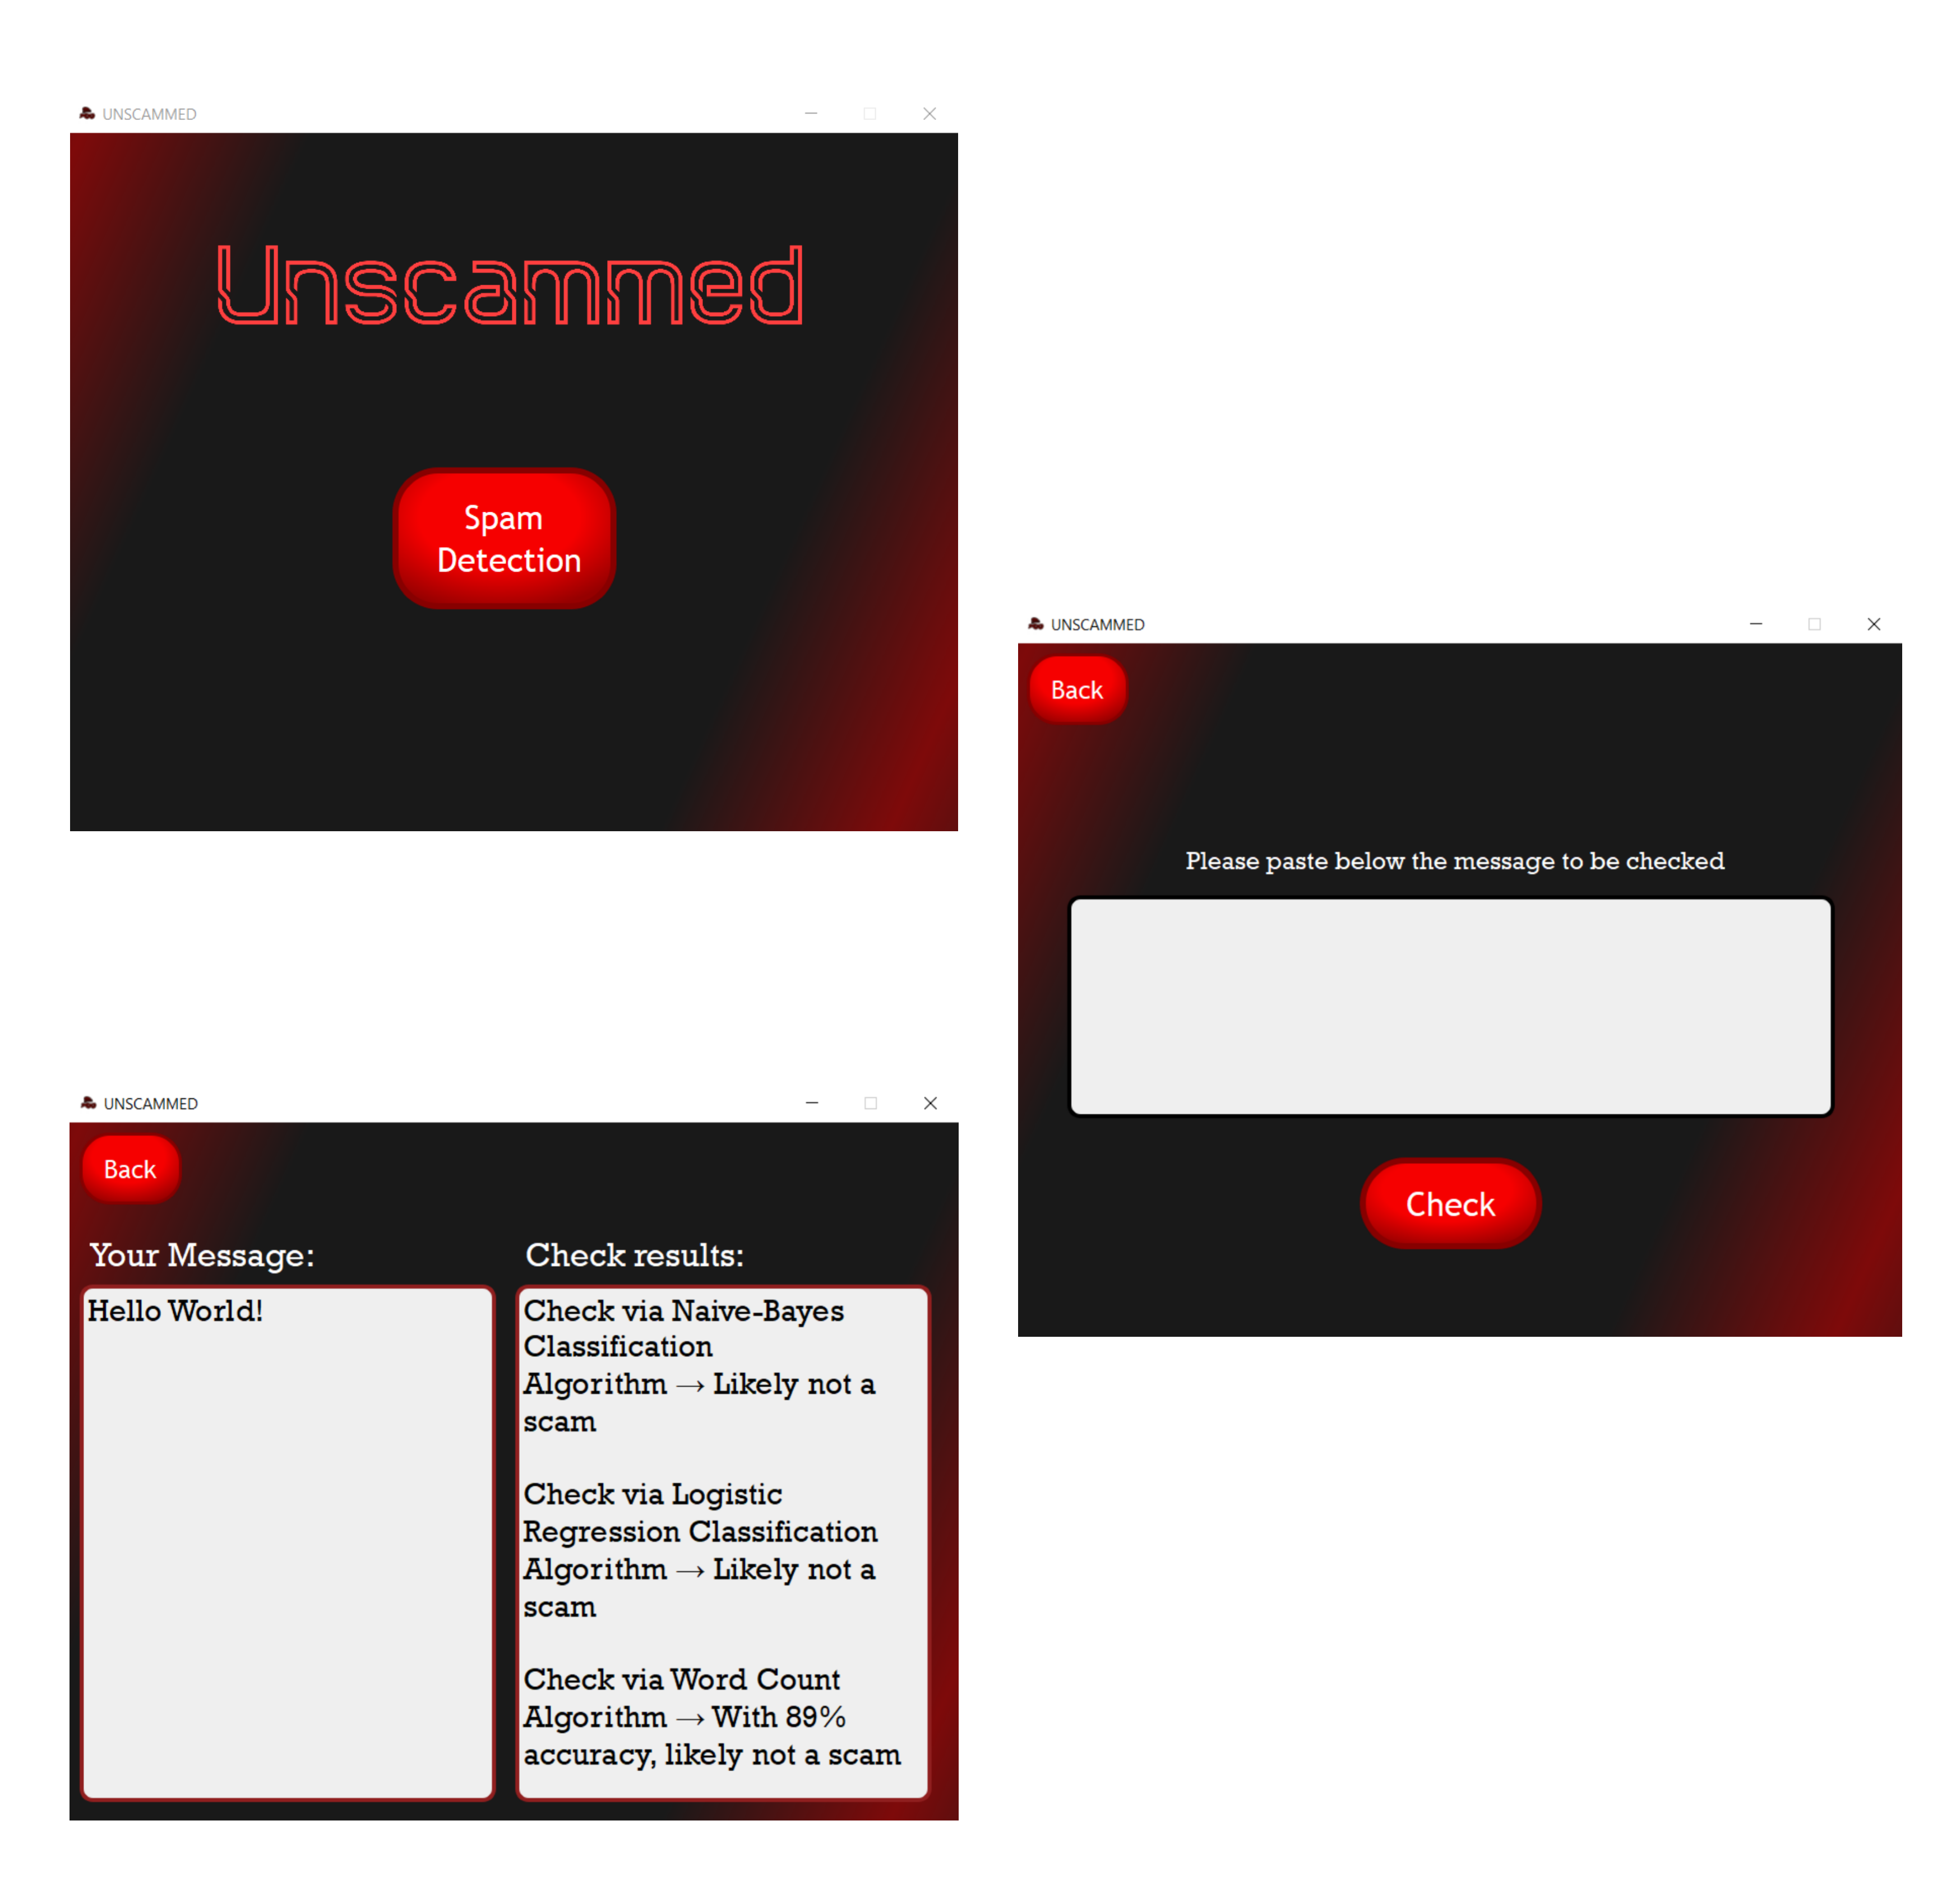 UNSCAMMED
Unscammed
Spam
Detection
UNSCAMMED
Back
Please paste below the message to be checked
Check
UNSCAMMED
Back
Your Message:
Hello World!
Check results:
Check via Naive-Bayes
Classification
Algorithm → Likely not a
scam
Check via Logistic
Regression Classification
Algorithm → Likely not a
scam
Check via Word Count
Algorithm → With 89%
accuracy, likely not a scam